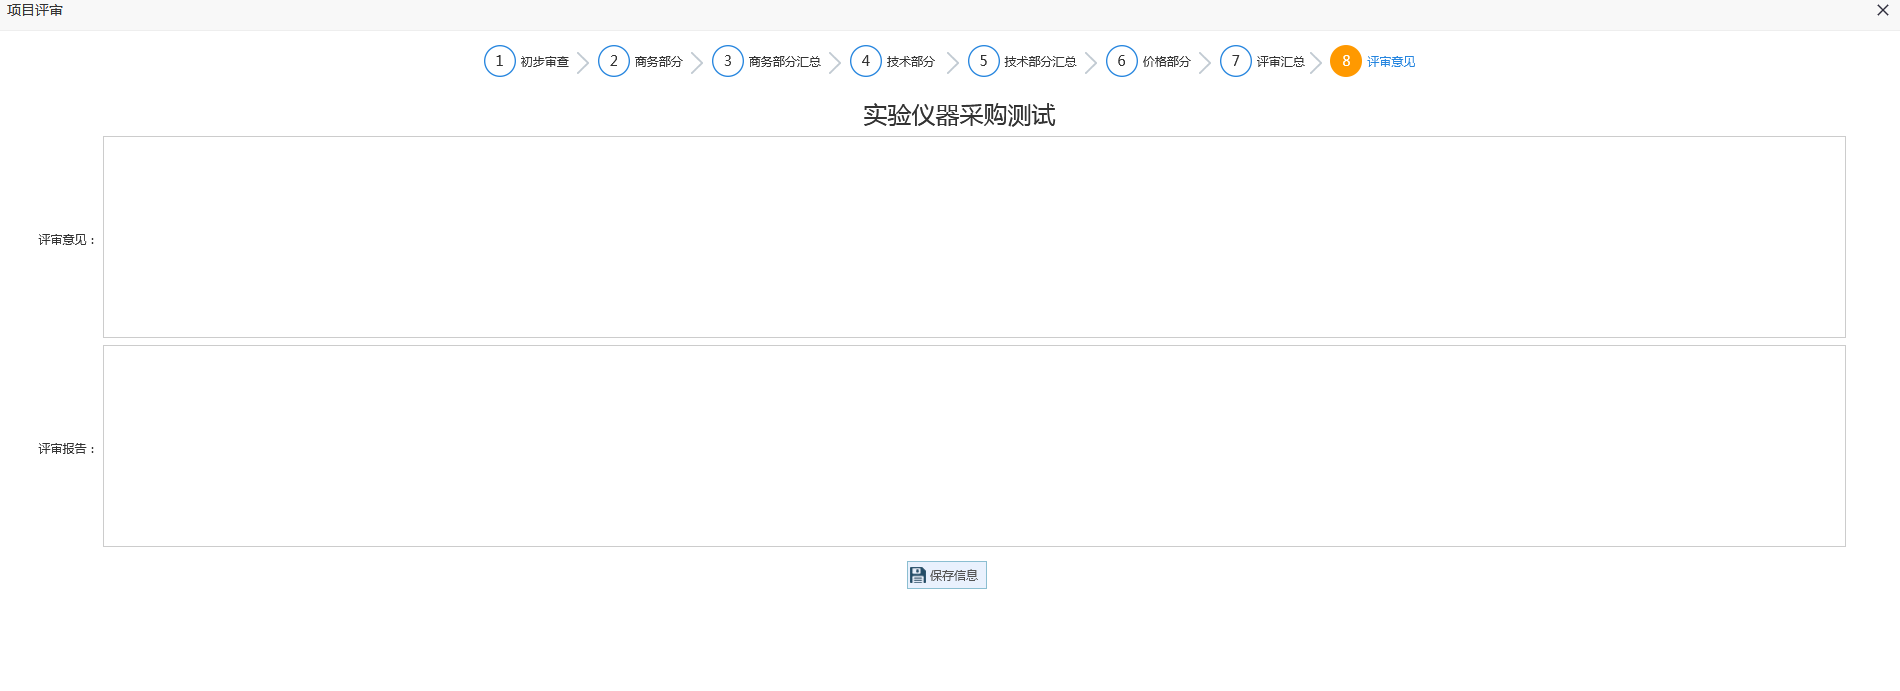 项目评审
1 初步审查 2 商务部分 3 商务部分汇总 4 技术部分 5 技术部分汇总 6 价格部分 7 评审汇总 8 评审意见
实验仪器采购测试
评审意见：
评审报告：
保存信息